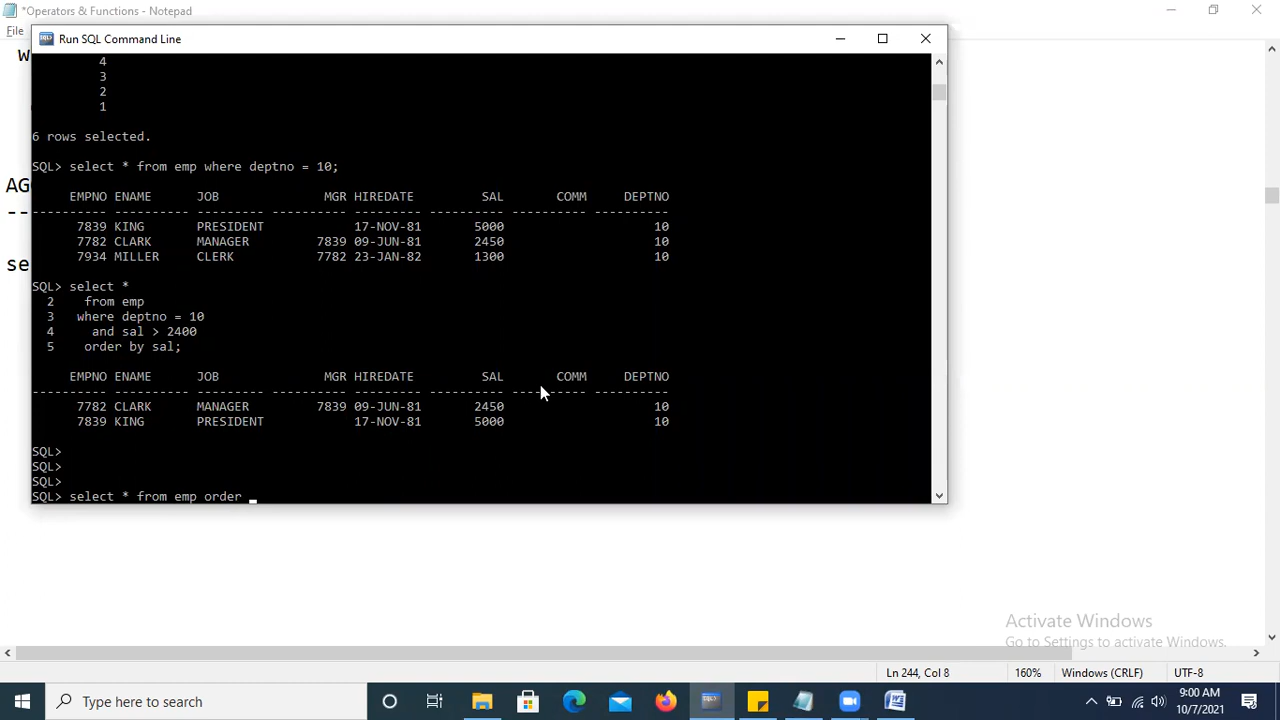 *Operators & Functions - Notepad
File
Run SQL Command Line
W
4
3
2
1
6 rows selected.
SQL> select * from emp where deptno = 10;
AG
EMPNO ENAME JOB MGR HIREDATE SAL COMM DEPTNO
---------- ---------- --------- ---------- --------- ---------- ---------- ----------
7839 KING PRESIDENT 17-NOV-81 5000 10
7782 CLARK MANAGER 7839 09-JUN-81 2450 10
7934 MILLER CLERK 7782 23-JAN-82 1300 10
se
SQL> select *
2 from emp
3 where deptno = 10
4 and sal > 2400
5 order by sal;
EMPNO ENAME JOB MGR HIREDATE SAL COMM DEPTNO
---------- ---------- --------- ---------- --------- ---------- ---------- ----------
7782 CLARK MANAGER 7839 09-JUN-81 2450 10
7839 KING PRESIDENT 17-NOV-81 5000 10
SQL>
SQL>
SQL>
SQL> select * from emp order _
Activate Windows
Go to Settings to activate Windows.
Ln 244, Col 8 160% Windows (CRLF) UTF-8
Type here to search
9:00 AM
10/7/2021